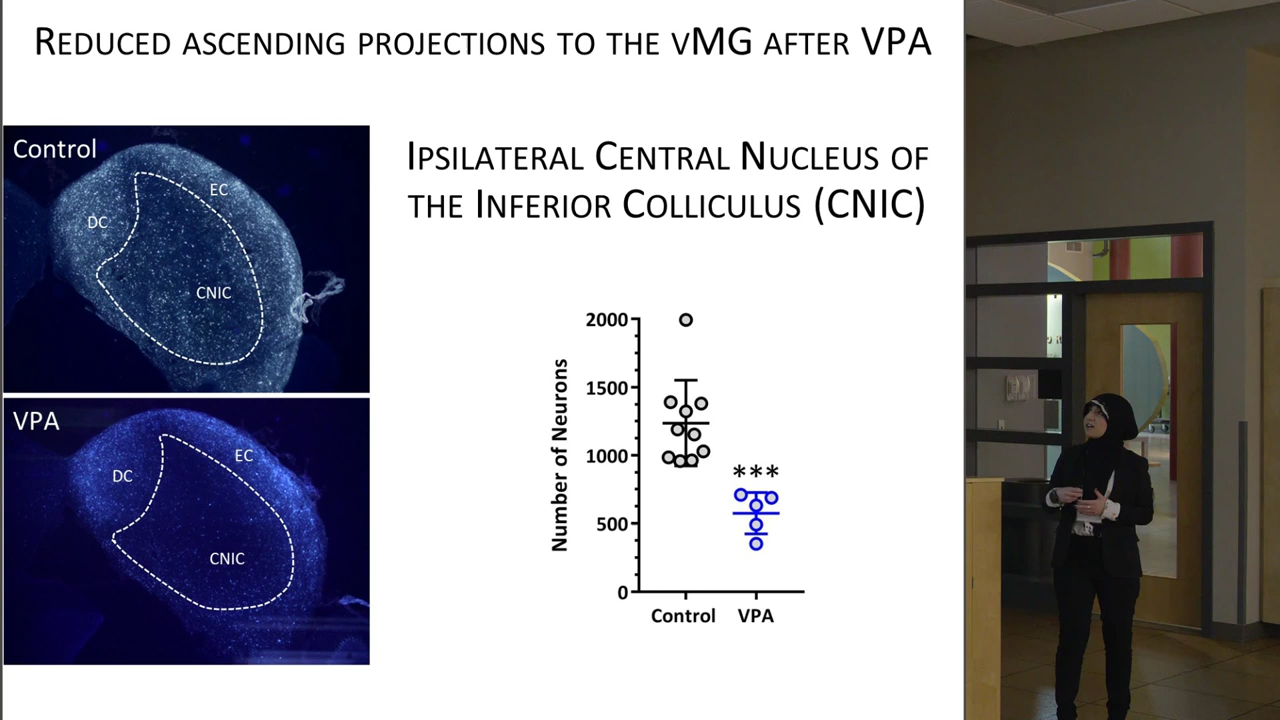 REDUCED ASCENDING PROJECTIONS TO THE VMG AFTER VPA
Control
EC
DC
CNIC
VPA
EC
DC
CNIC
IPSILATERAL CENTRAL NUCLEUS OF
THE INFERIOR COLLICULUS (CNIC)
Number of Neurons
2000
1500
1000
500
0
***
Control
VPA